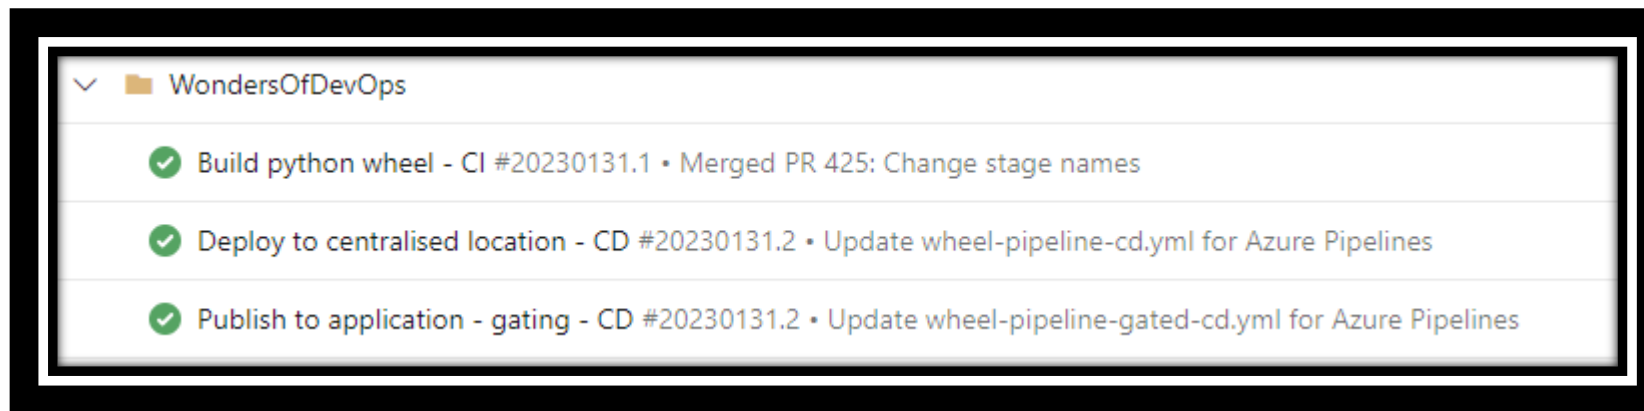 WondersOfDevOps
Build python wheel - CI #20230131.1 • Merged PR 425: Change stage names
Deploy to centralised location - CD #20230131.2 • Update wheel-pipeline-cd.yml for Azure Pipelines
Publish to application - gating - CD #20230131.2 • Update wheel-pipeline-gated-cd.yml for Azure Pipelines